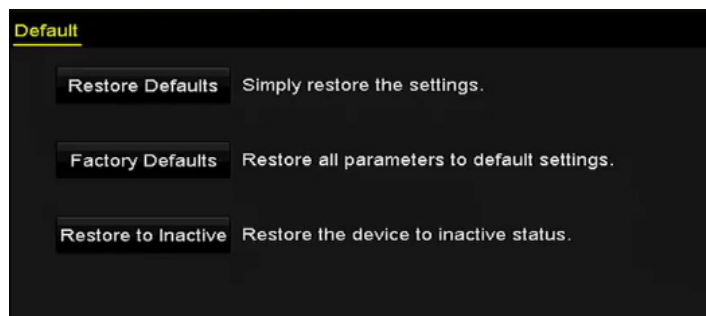 Default
Restore Defaults Simply restore the settings.
Factory Defaults Restore all parameters to default settings.
Restore to Inactive Restore the device to inactive status.